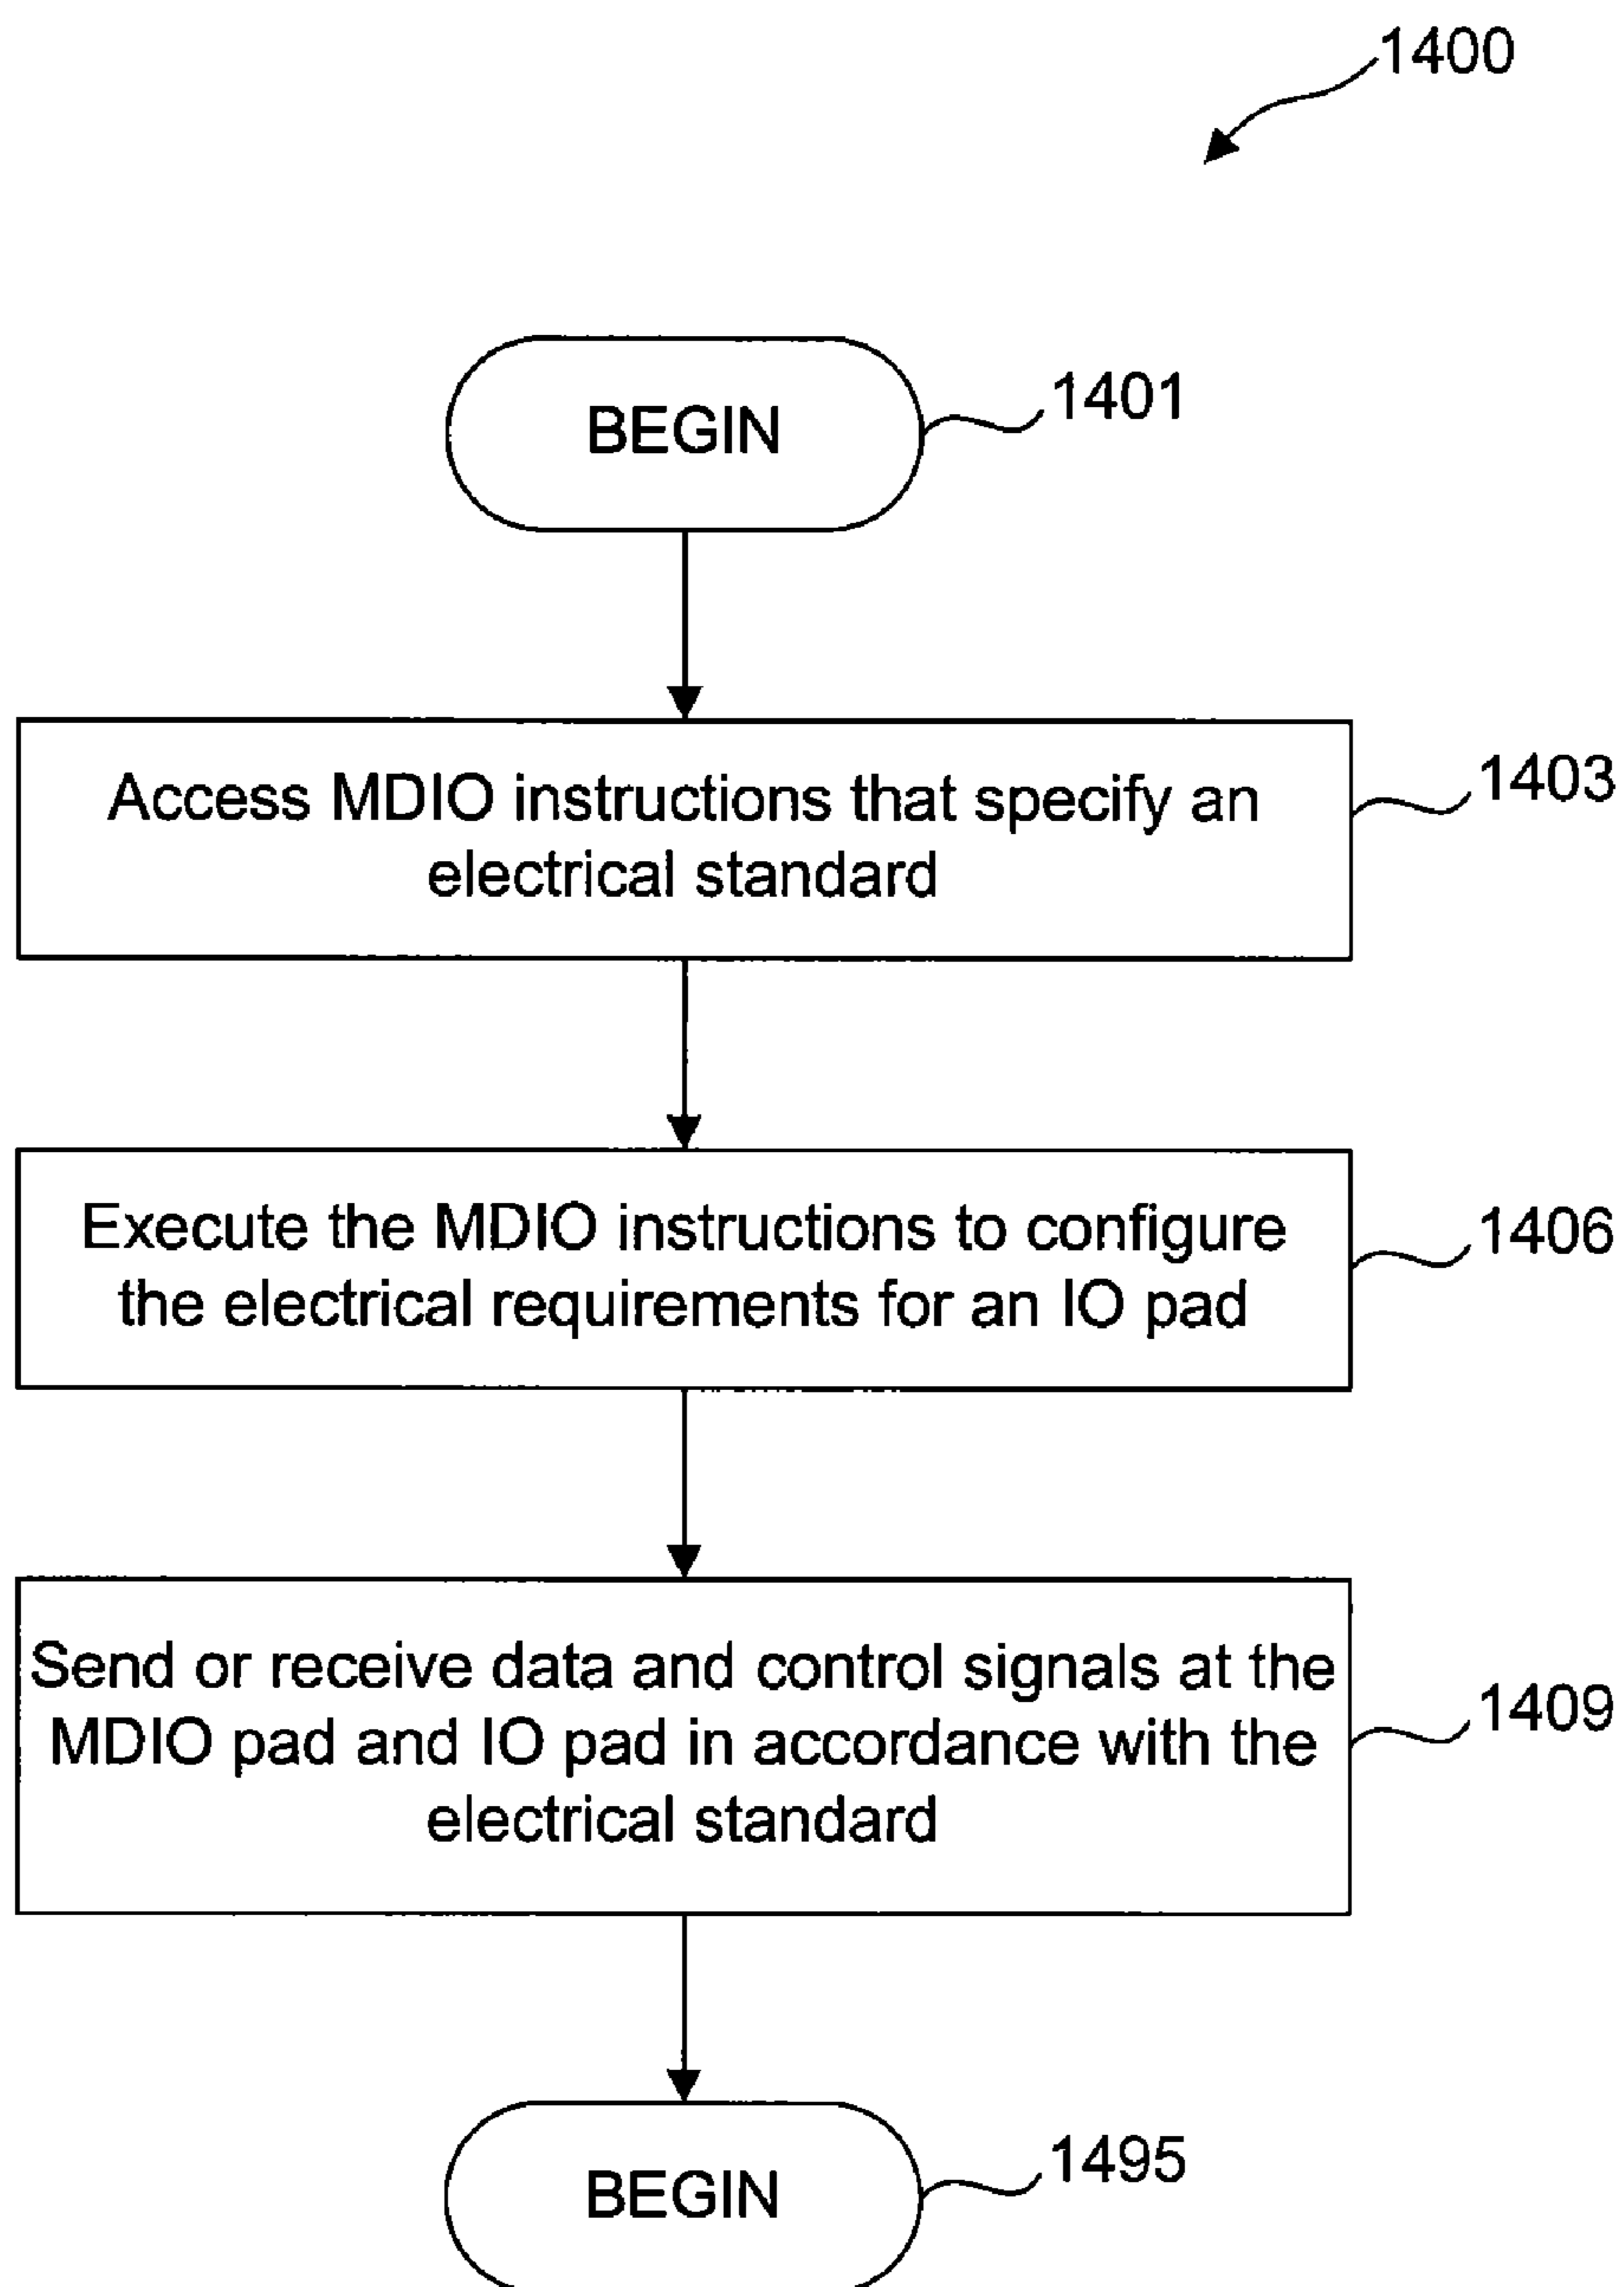 1400
BEGIN
1401
Access MDIO instructions that specify an
electrical standard
1403
Execute the MDIO instructions to configure
the electrical requirements for an IO pad
1406
Send or receive data and control signals at the
MDIO pad and IO pad in accordance with the
electrical standard
1409
BEGIN
1495